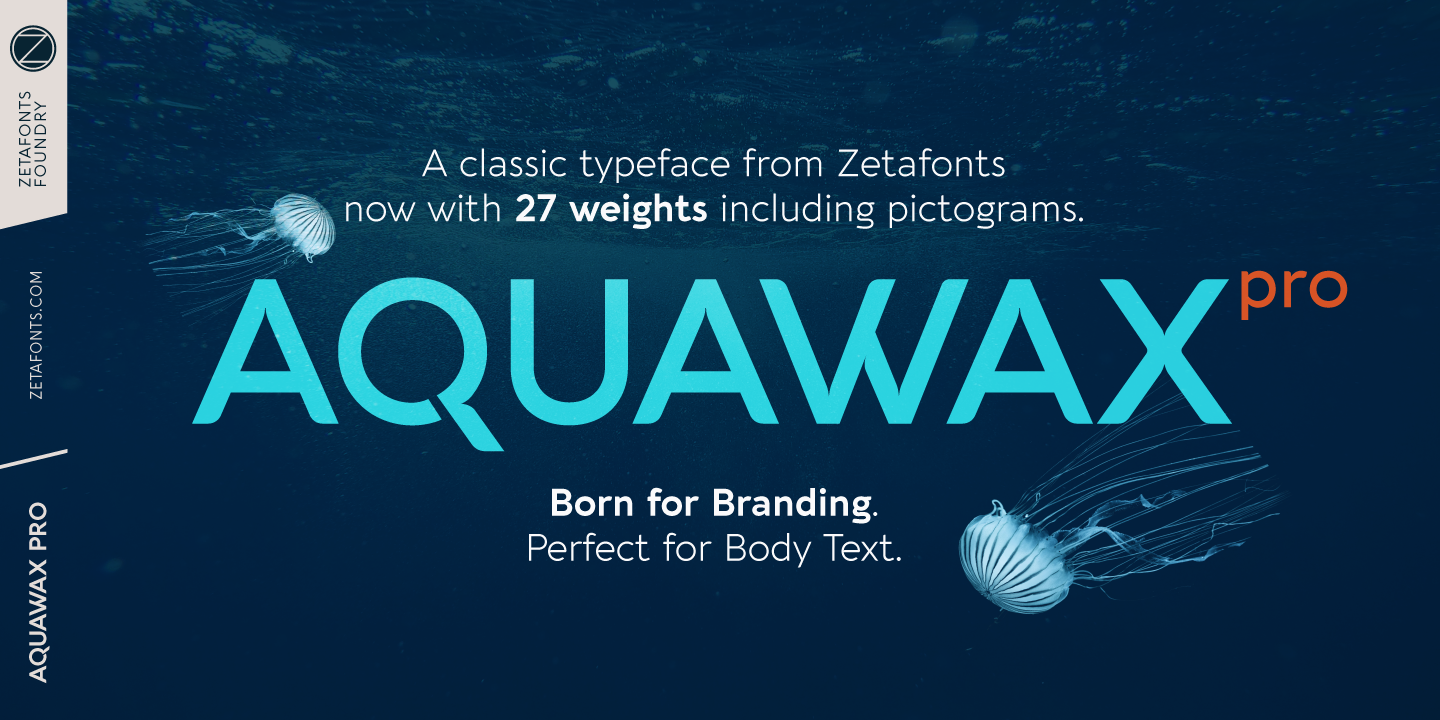 ZETAFONTS
FOUNDRY
ZETAFONTS.COM
AQUAWAX PRO
A classic typeface from Zetafonts
now with 27 weights including pictograms.
AQUAWAX pro
Born for Branding.
Perfect for Body Text.